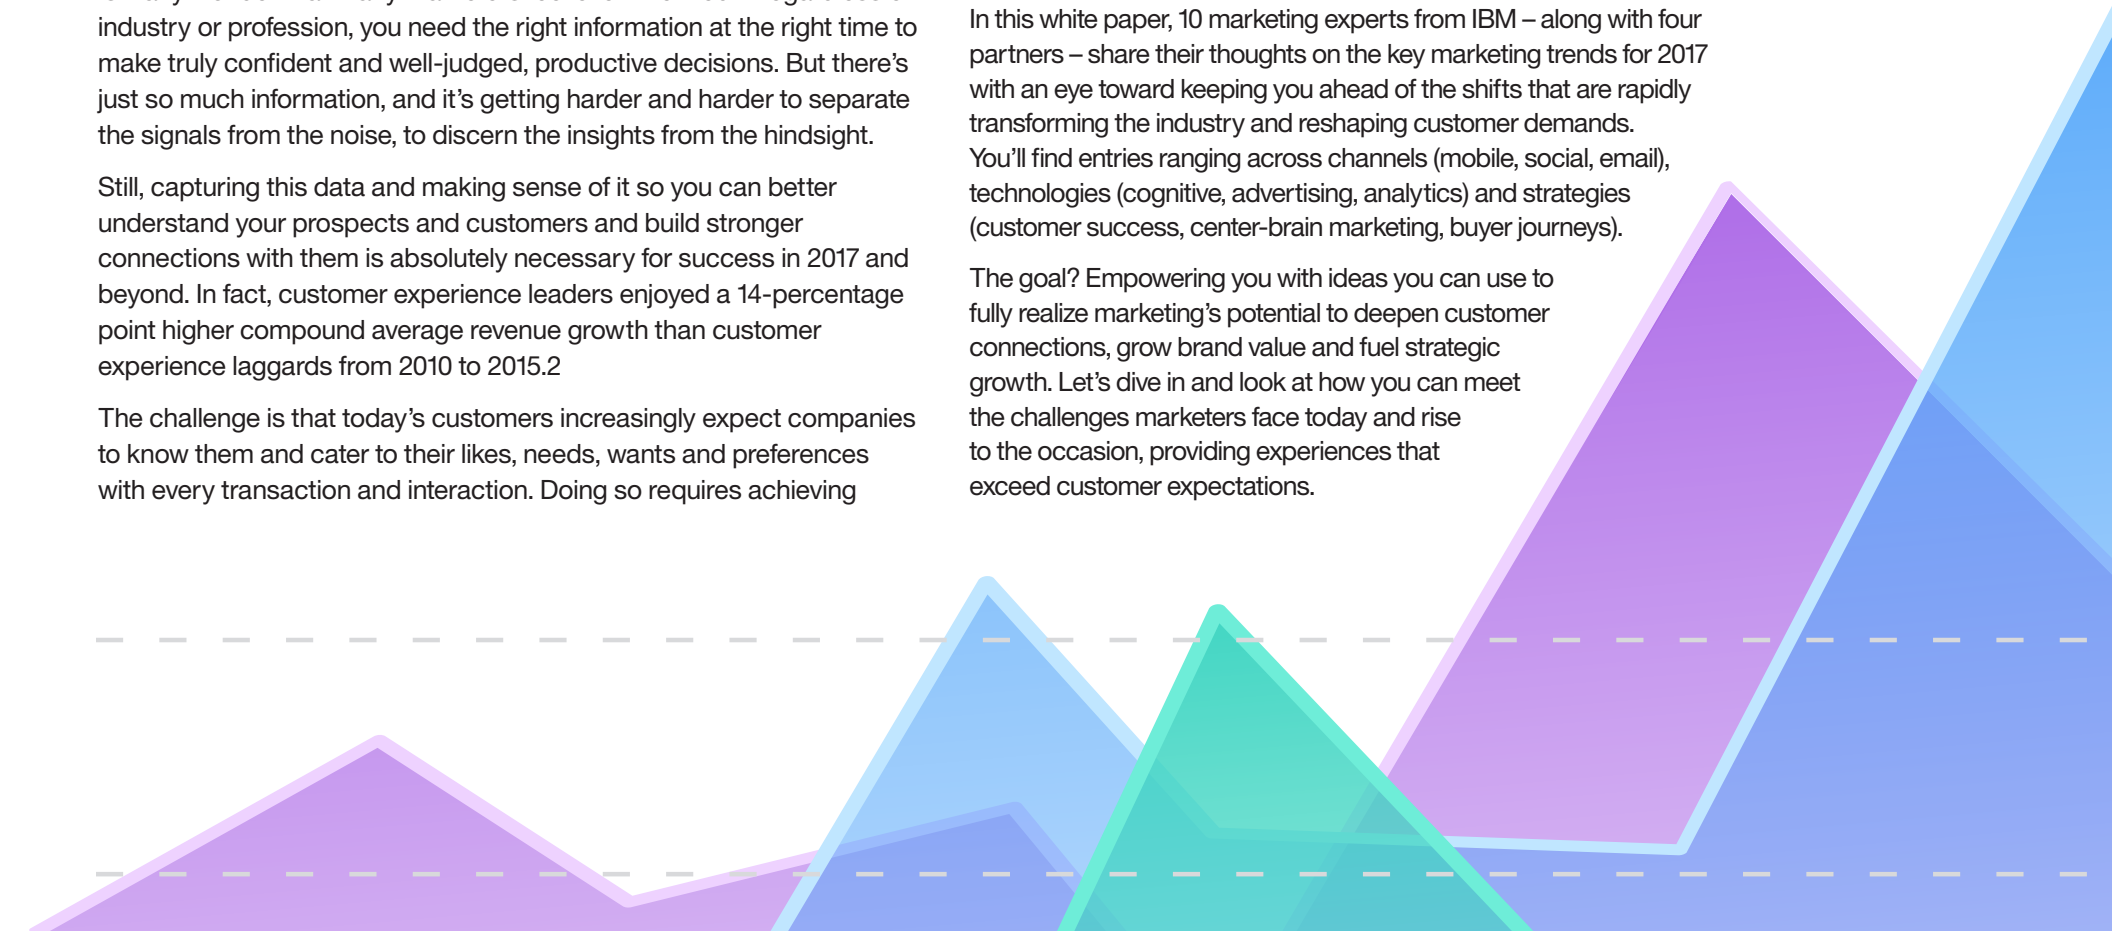 industry or profession, you need the right information at the right time to
make truly confident and well-judged, productive decisions. But there’s
just so much information, and it’s getting harder and harder to separate
the signals from the noise, to discern the insights from the hindsight.
Still, capturing this data and making sense of it so you can better
understand your prospects and customers and build stronger
connections with them is absolutely necessary for success in 2017 and
beyond. In fact, customer experience leaders enjoyed a 14-percentage
point higher compound average revenue growth than customer
experience laggards from 2010 to 2015.2
The challenge is that today’s customers increasingly expect companies
to know them and cater to their likes, needs, wants and preferences
with every transaction and interaction. Doing so requires achieving
In this white paper, 10 marketing experts from IBM – along with four
partners – share their thoughts on the key marketing trends for 2017
with an eye toward keeping you ahead of the shifts that are rapidly
transforming the industry and reshaping customer demands.
You’ll find entries ranging across channels (mobile, social, email),
technologies (cognitive, advertising, analytics) and strategies
(customer success, center-brain marketing, buyer journeys).
The goal? Empowering you with ideas you can use to
fully realize marketing’s potential to deepen customer
connections, grow brand value and fuel strategic
growth. Let’s dive in and look at how you can meet
the challenges marketers face today and rise
to the occasion, providing experiences that
exceed customer expectations.